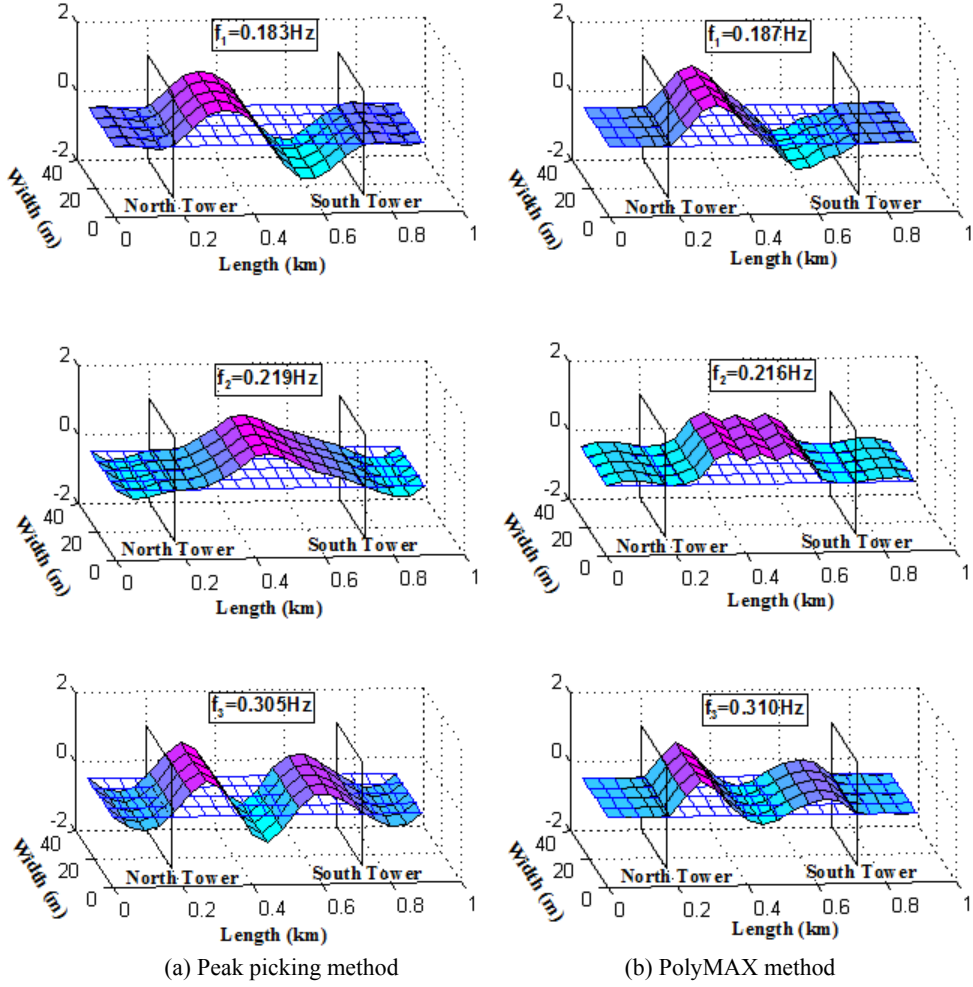 2
f1=0.183Hz
0
-2
40
20
0
Width (m)
North Tower
South Tower
0
0.2
0.4
0.6
0.8
1
Length (km)
2
f1=0.187Hz
0
-2
40
20
0
Width (m)
North Tower
South Tower
0
0.2
0.4
0.6
0.8
1
Length (km)
2
f2=0.219Hz
0
-2
40
20
0
Width (m)
North Tower
South Tower
0
0.2
0.4
0.6
0.8
1
Length (km)
2
f2=0.216Hz
0
-2
40
20
0
Width (m)
North Tower
South Tower
0
0.2
0.4
0.6
0.8
1
Length (km)
2
f3=0.305Hz
0
-2
40
20
0
Width (m)
North Tower
South Tower
0
0.2
0.4
0.6
0.8
1
Length (km)
2
f3=0.310Hz
0
-2
40
20
0
Width (m)
North Tower
South Tower
0
0.2
0.4
0.6
0.8
1
Length (km)
(a) Peak picking method
(b) PolyMAX method